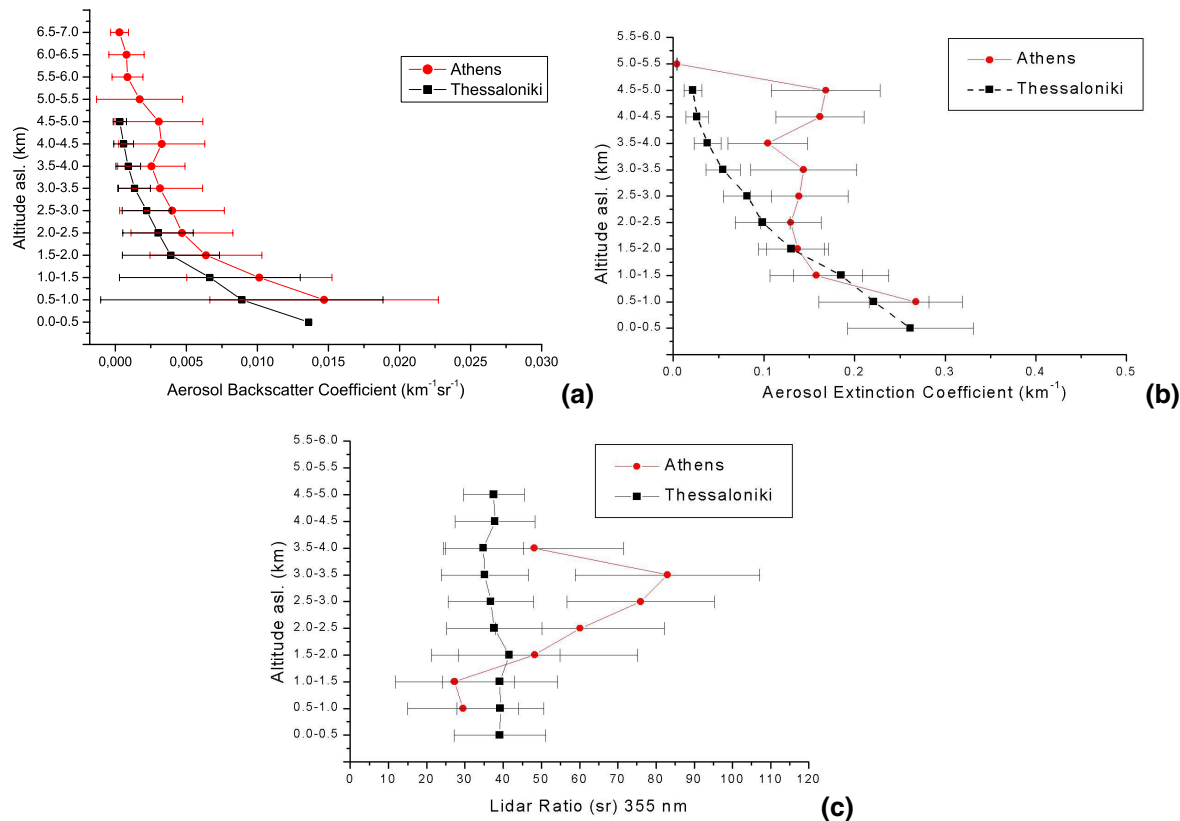 6.5-7.0
6.0-6.5
5.5-6.0
5.0-5.5
4.5-5.0
4.0-4.5
3.5-4.0
3.0-3.5
2.5-3.0
2.0-2.5
1.5-2.0
1.0-1.5
0.5-1.0
0.0-0.5
Altitude asl. (km)
Athens
Thessaloniki
0,000 0,005 0,010 0,015 0,020 0,025 0,030
Aerosol Backscatter Coefficient (km-1sr-1)
(a)
5.5-6.0
5.0-5.5
4.5-5.0
4.0-4.5
3.5-4.0
3.0-3.5
2.5-3.0
2.0-2.5
1.5-2.0
1.0-1.5
0.5-1.0
0.0-0.5
Altitude asl. (km)
Athens
Thessaloniki
0.0 0.1 0.2 0.3 0.4 0.5
Aerosol Extinction Coefficient (km-1)
(b)
5.5-6.0
5.0-5.5
4.5-5.0
4.0-4.5
3.5-4.0
3.0-3.5
2.5-3.0
2.0-2.5
1.5-2.0
1.0-1.5
0.5-1.0
0.0-0.5
Altitude asl. (km)
Athens
Thessaloniki
0 10 20 30 40 50 60 70 80 90 100 110 120
Lidar Ratio (sr) 355 nm
(c)